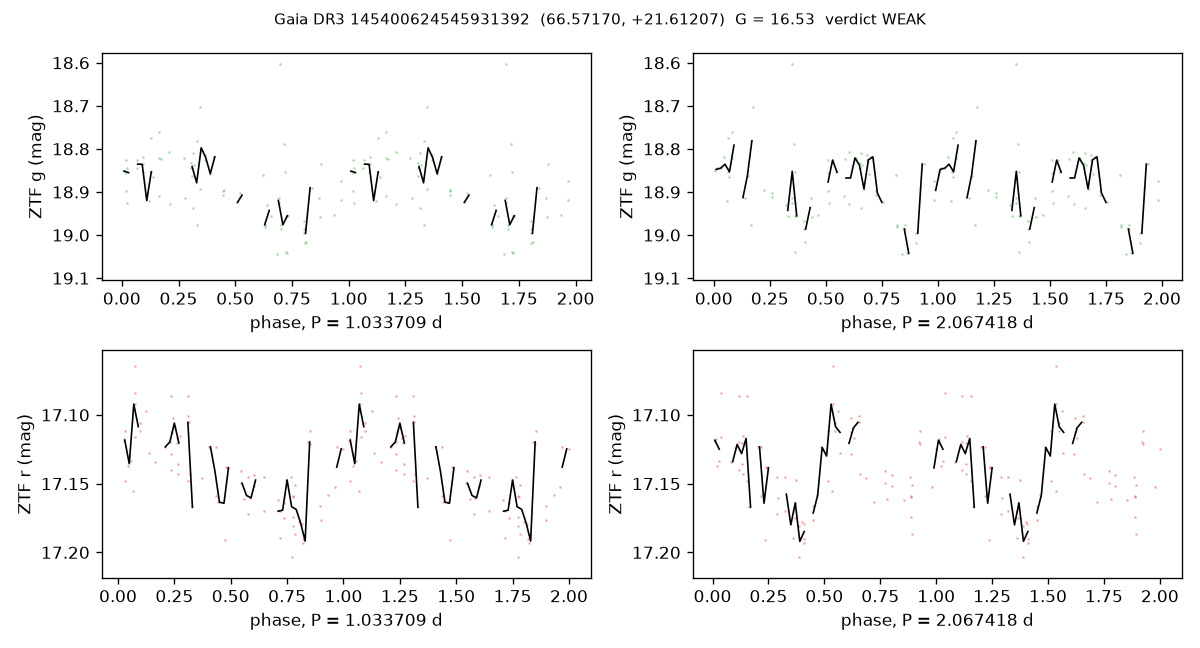 Gaia DR3 145400624545931392 (66.57170, +21.61207) G = 16.53 verdict WEAK
ZTF g (mag)
18.6
18.7
18.8
18.9
19.0
19.1
0.00 0.25 0.50 0.75 1.00 1.25 1.50 1.75 2.00
phase, P = 1.033709 d
ZTF g (mag)
18.6
18.7
18.8
18.9
19.0
19.1
0.00 0.25 0.50 0.75 1.00 1.25 1.50 1.75 2.00
phase, P = 2.067418 d
ZTF r (mag)
17.10
17.15
17.20
0.00 0.25 0.50 0.75 1.00 1.25 1.50 1.75 2.00
phase, P = 1.033709 d
ZTF r (mag)
17.10
17.15
17.20
0.00 0.25 0.50 0.75 1.00 1.25 1.50 1.75 2.00
phase, P = 2.067418 d